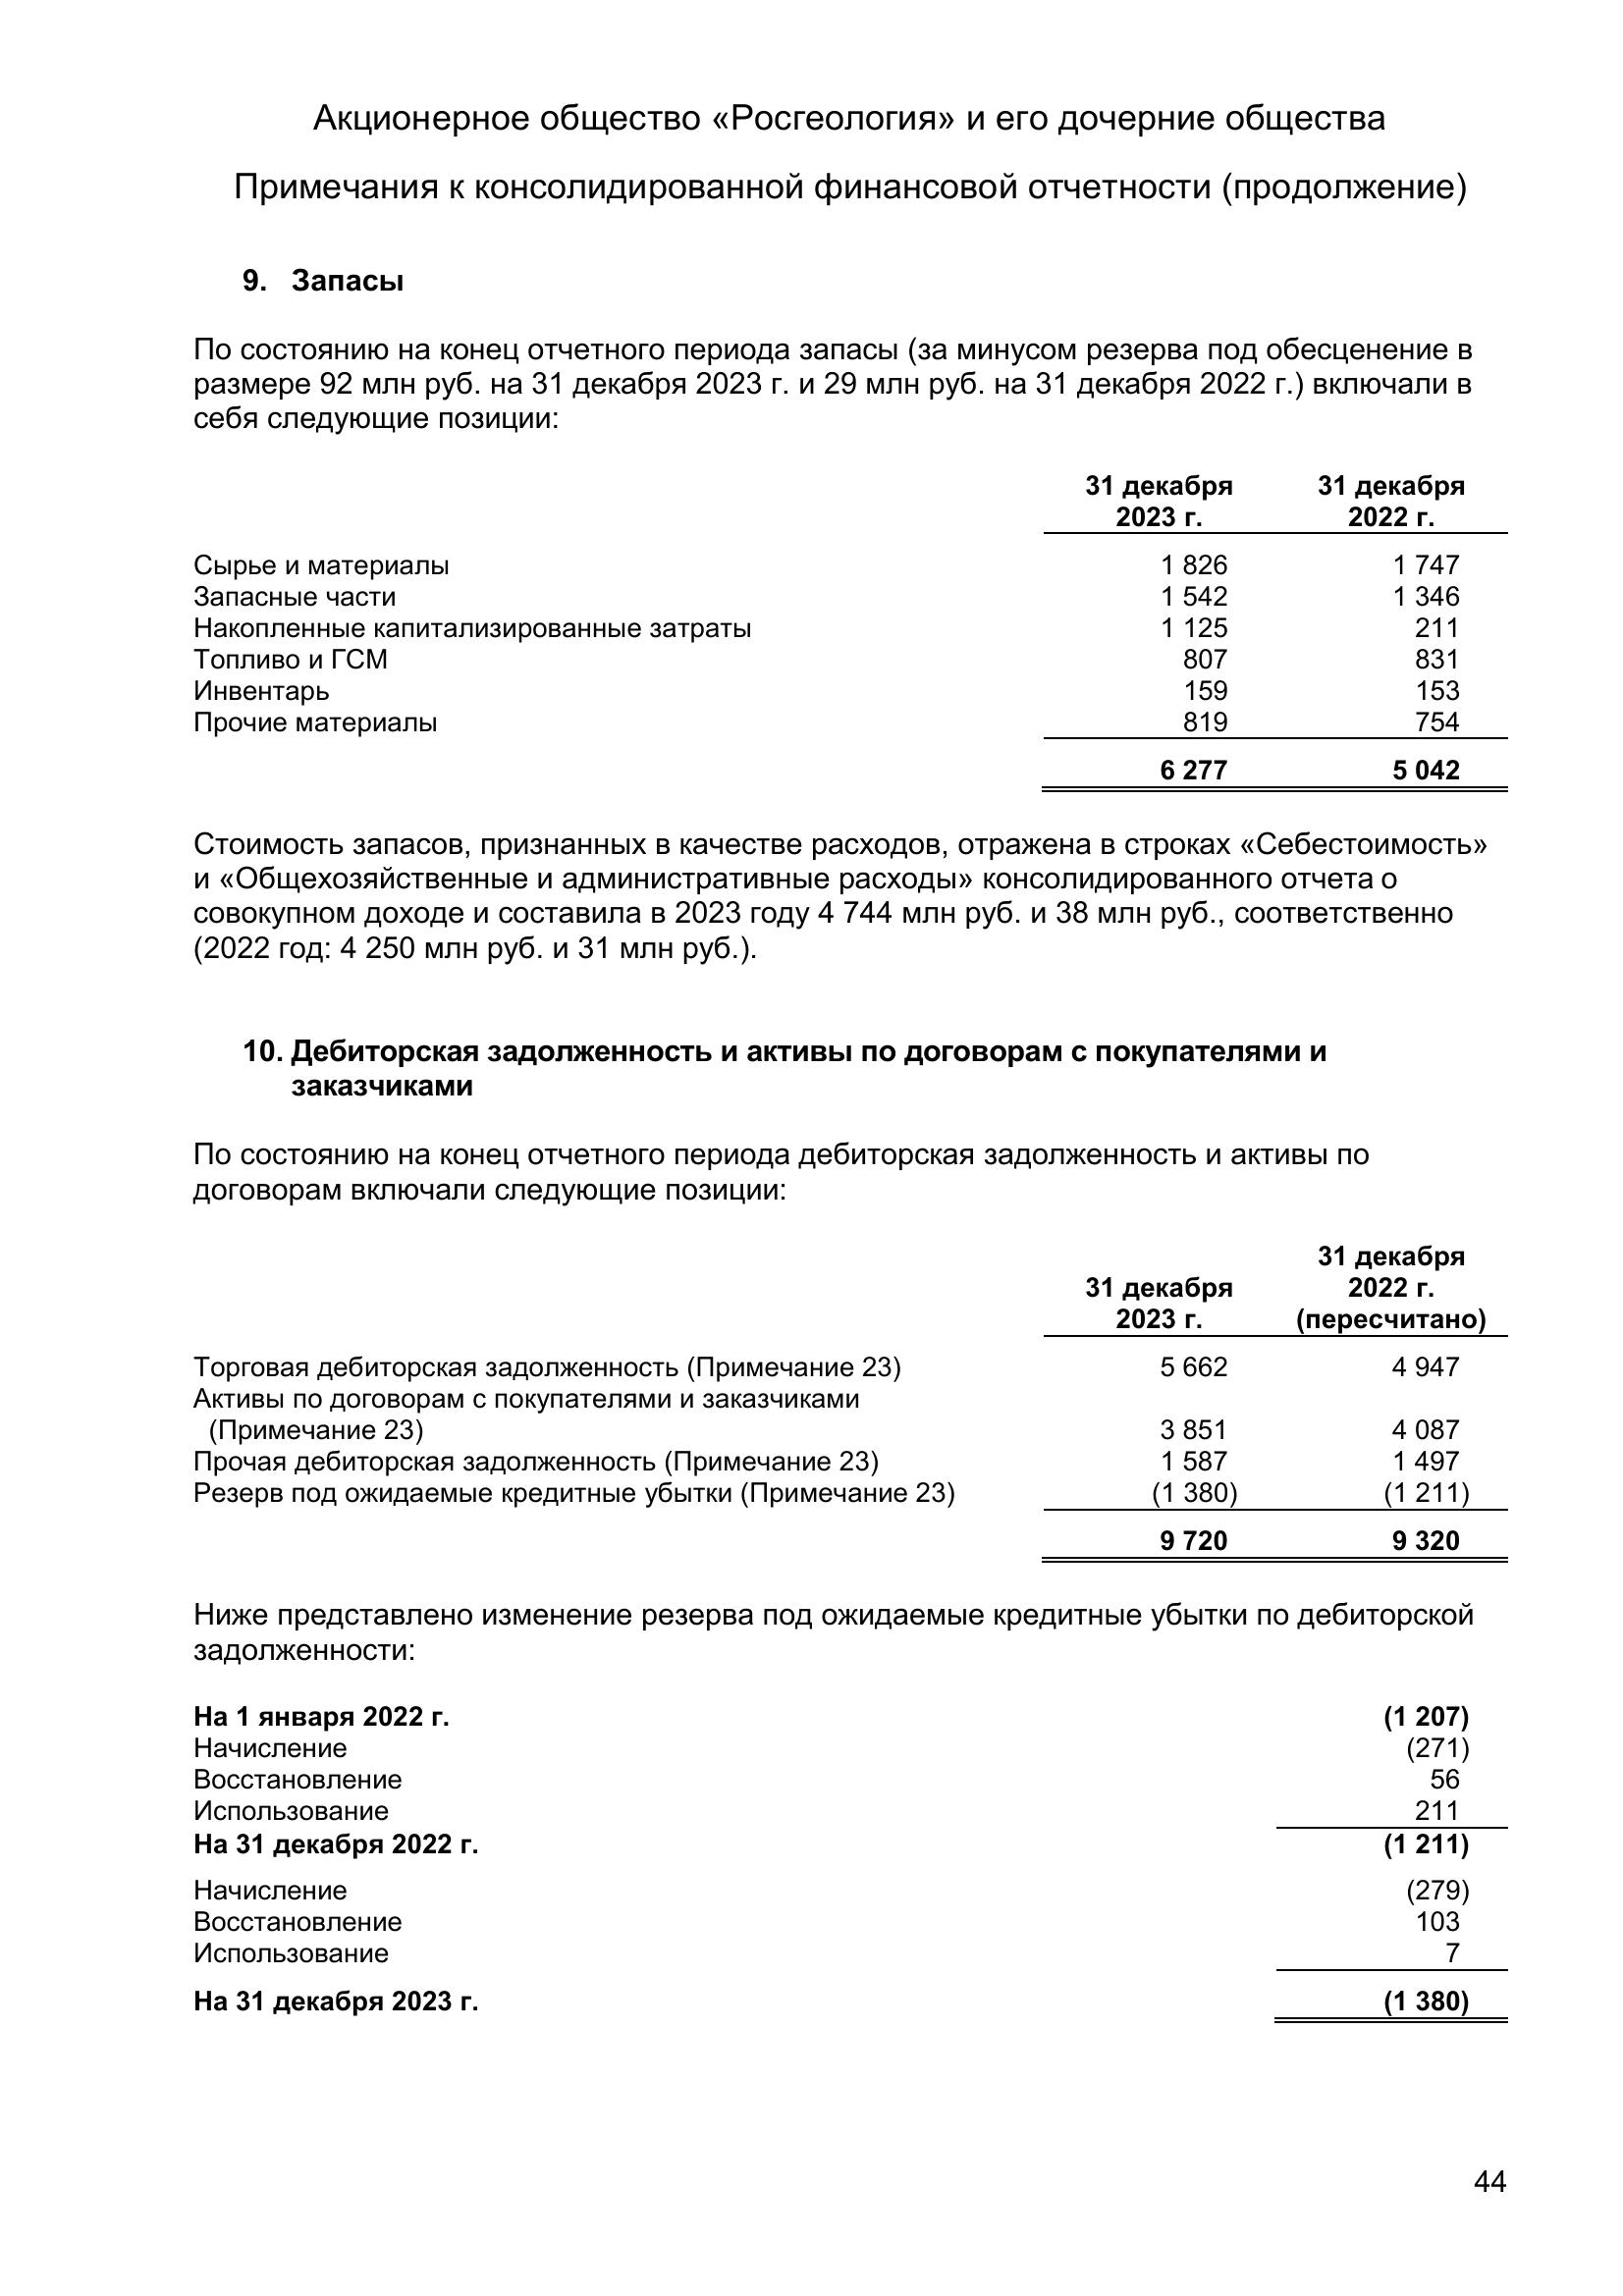 Акционерное общество «Росгеология» и его дочерние общества
Примечания к консолидированной финансовой отчетности (продолжение)
9. Запасы
По состоянию на конец отчетного периода запасы (за минусом резерва под обесценение в
размере 92 млн руб. на 31 декабря 2023 г. и 29 млн руб. на 31 декабря 2022 г.) включали в
себя следующие позиции:
31 декабря 31 декабря
2023 г. 2022 г.
Сырье и материалы 1 826 1 747
Запасные части 1 542 1 346
Накопленные капитализированные затраты 1 125 211
Топливо и ГСМ 807 831
Инвентарь 159 153
Прочие материалы 819 754
6 277 5 042
Стоимость запасов, признанных в качестве расходов, отражена в строках «Себестоимость»
и «Общехозяйственные и административные расходы» консолидированного отчета о
совокупном доходе и составила в 2023 году 4 744 млн руб. и 38 млн руб., соответственно
(2022 год: 4 250 млн руб. и 31 млн руб.).
10. Дебиторская задолженность и активы по договорам с покупателями и
заказчиками
По состоянию на конец отчетного периода дебиторская задолженность и активы по
договорам включали следующие позиции:
31 декабря
31 декабря 2022 г.
2023 г. (пересчитано)
Торговая дебиторская задолженность (Примечание 23) 5 662 4 947
Активы по договорам с покупателями и заказчиками
(Примечание 23) 3 851 4 087
Прочая дебиторская задолженность (Примечание 23) 1 587 1 497
Резерв под ожидаемые кредитные убытки (Примечание 23) (1 380) (1 211)
9 720 9 320
Ниже представлено изменение резерва под ожидаемые кредитные убытки по дебиторской
задолженности:
На 1 января 2022 г. (1 207)
Начисление (271)
Восстановление 56
Использование 211
На 31 декабря 2022 г. (1 211)
Начисление (279)
Восстановление 103
Использование 7
На 31 декабря 2023 г. (1 380)
44